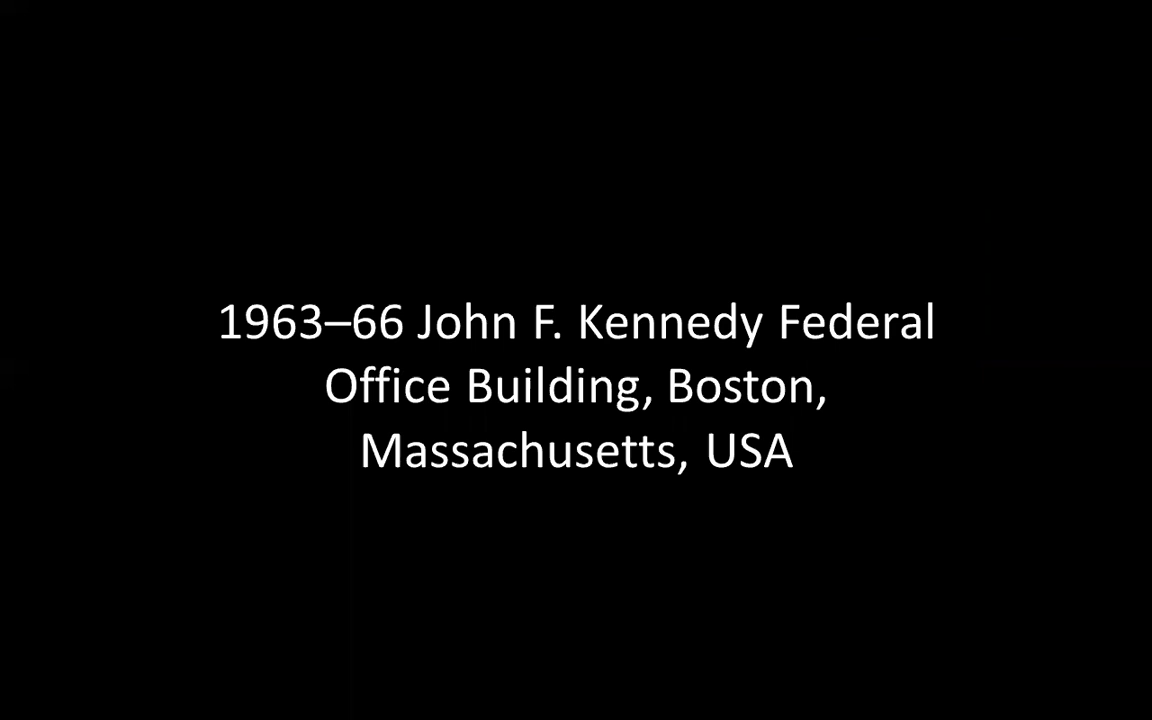 1963–66 John F. Kennedy Federal
Office Building, Boston,
Massachusetts, USA